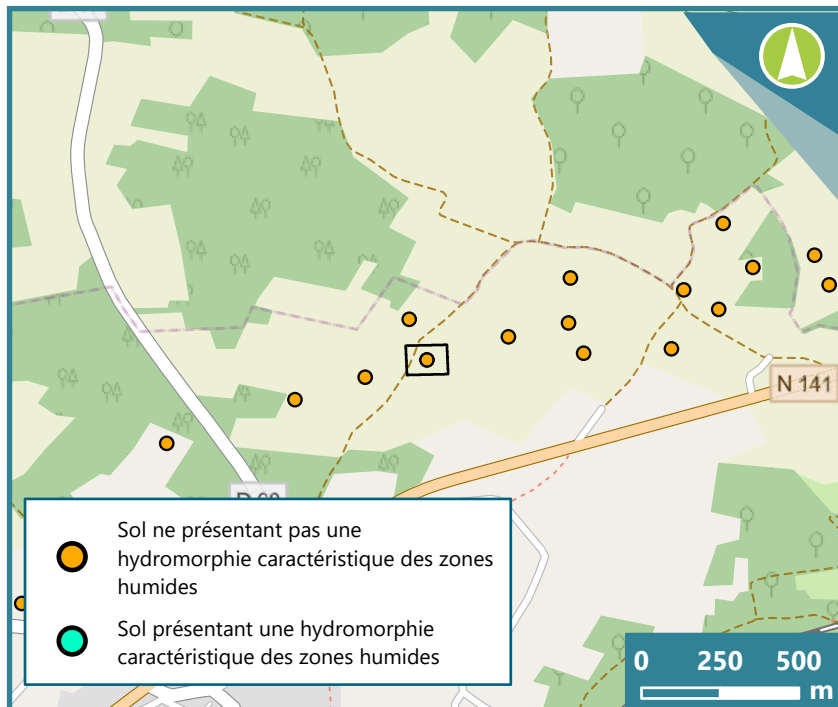 N 141
Sol ne présentant pas une
hydromorphie caractéristique des zones
humides
Sol présentant une hydromorphie
caractéristique des zones humides
0 250 500
m